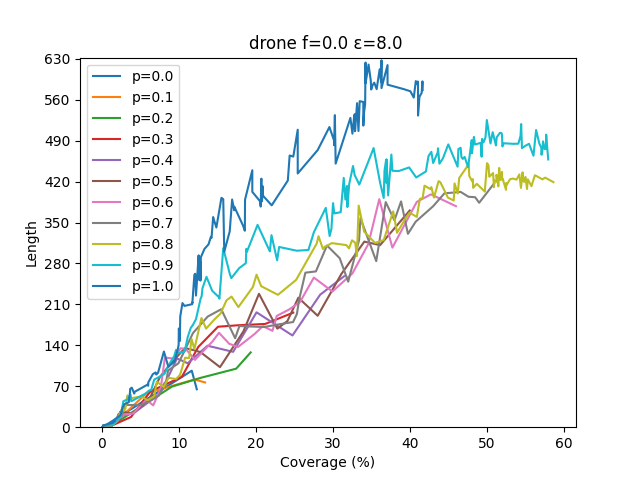 drone f=0.0 ε=8.0
630
560
490
420
350
280
210
140
70
0
Length
p=0.0
p=0.1
p=0.2
p=0.3
p=0.4
p=0.5
p=0.6
p=0.7
p=0.8
p=0.9
p=1.0
0 10 20 30 40 50 60
Coverage (%)